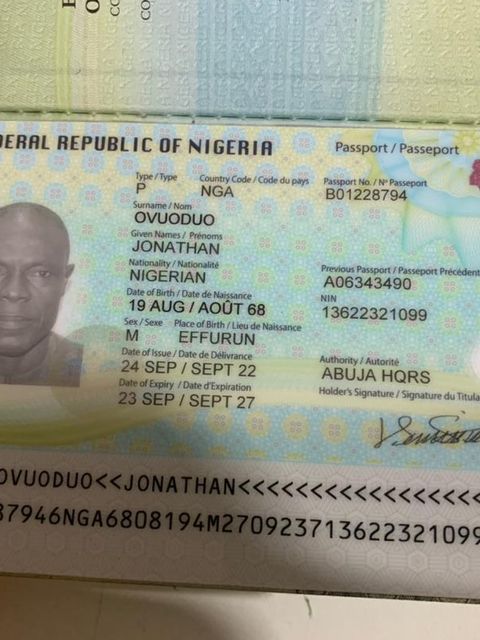 DERAL REPUBLIC OF NIGERIA
Passport / Passeport
Type / Type
Country Code / Code du pays
Passport No. / Nº Passeport
P
NGA
B01228794
Surname / Nom
OVUODUO
Given Names / Prénoms
JONATHAN
Nationality / Nationalité
Previous Passport / Passeport Précédent
NIGERIAN
A06343490
Date of Birth / Date de Naissance
NIN
19 AUG / AOÛT 68
13622321099
Sex / Sexe
Place of Birth / Lieu de Naissance
M
EFFURUN
Date of Issue / Date de Délivrance
Authority / Autorité
24 SEP / SEPT 22
ABUJA HQRS
Date of Expiry / Date d'Expiration
Holder's Signature / Signature du Titula
23 SEP / SEPT 27
OVUODUO<<JONATHAN<<<<<<<<<<<<<<<<<
87946NGA6808194M270923713622321099